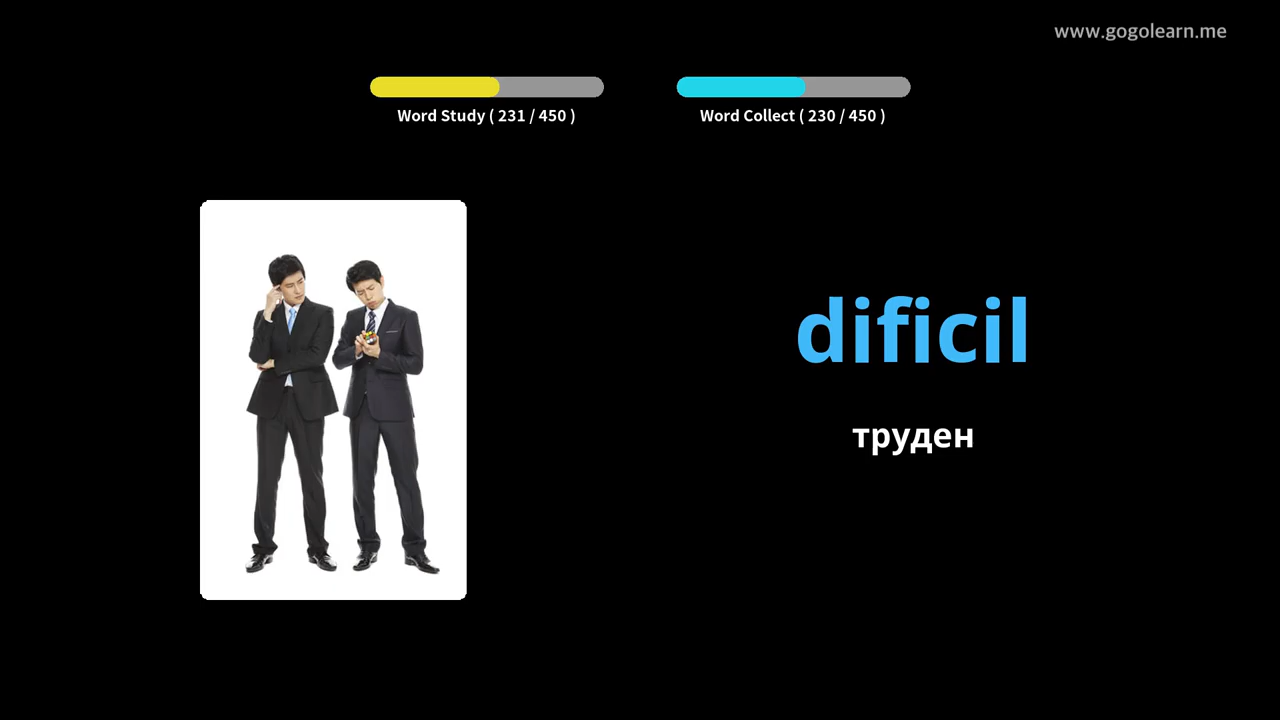 www.gogolearn.me
Word Study ( 231 / 450 )
Word Collect ( 230 / 450 )
dificil
труден